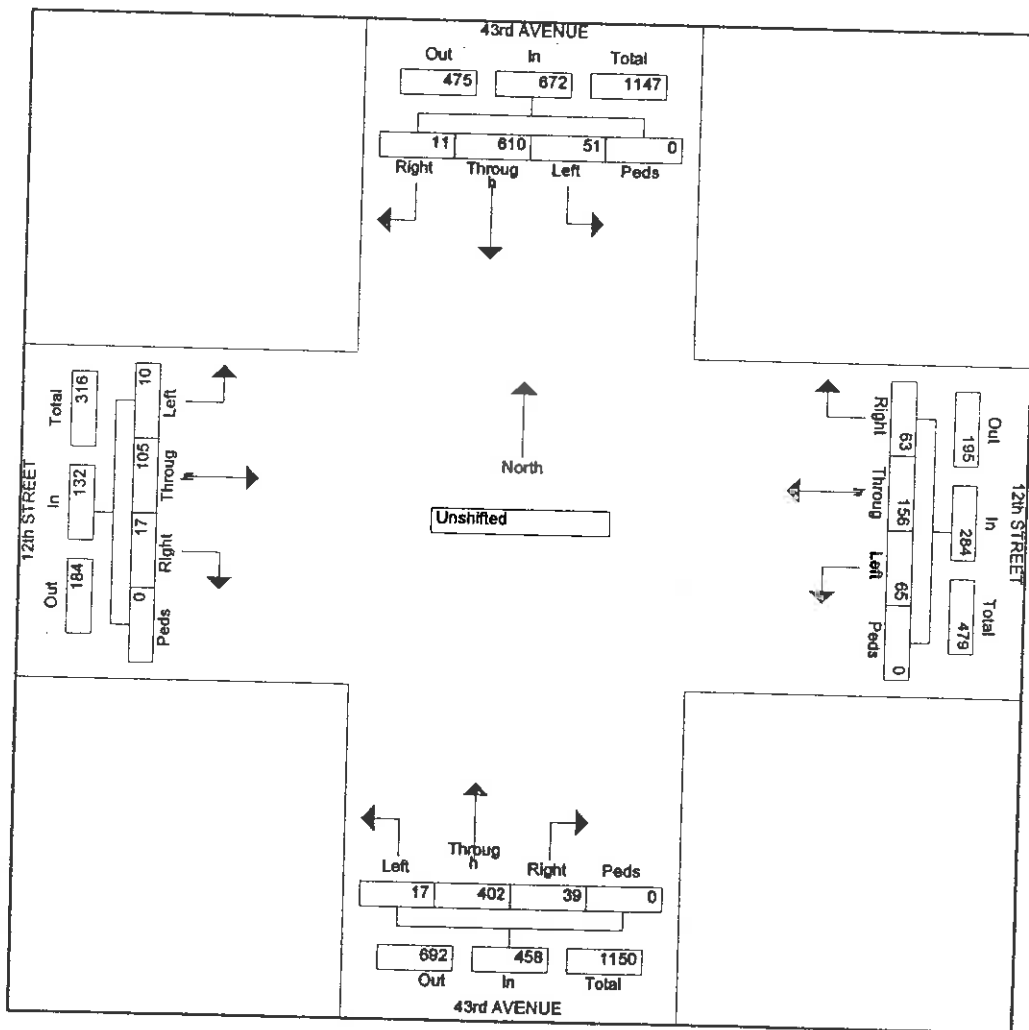 43rd AVENUE
Out In Total
475 672 1147
11 610 51 0
Right Throug Left Peds
h
12th STREET
Total In Out
316 132 184
10 105 17 0
Left Throug Right Peds
h
North
Unshifted
12th STREET
Out In Total
195 284 479
63 156 65 0
Right Throug Left Peds
h
Left Throug Right Peds
h
17 402 39 0
692 458 1150
Out In Total
43rd AVENUE